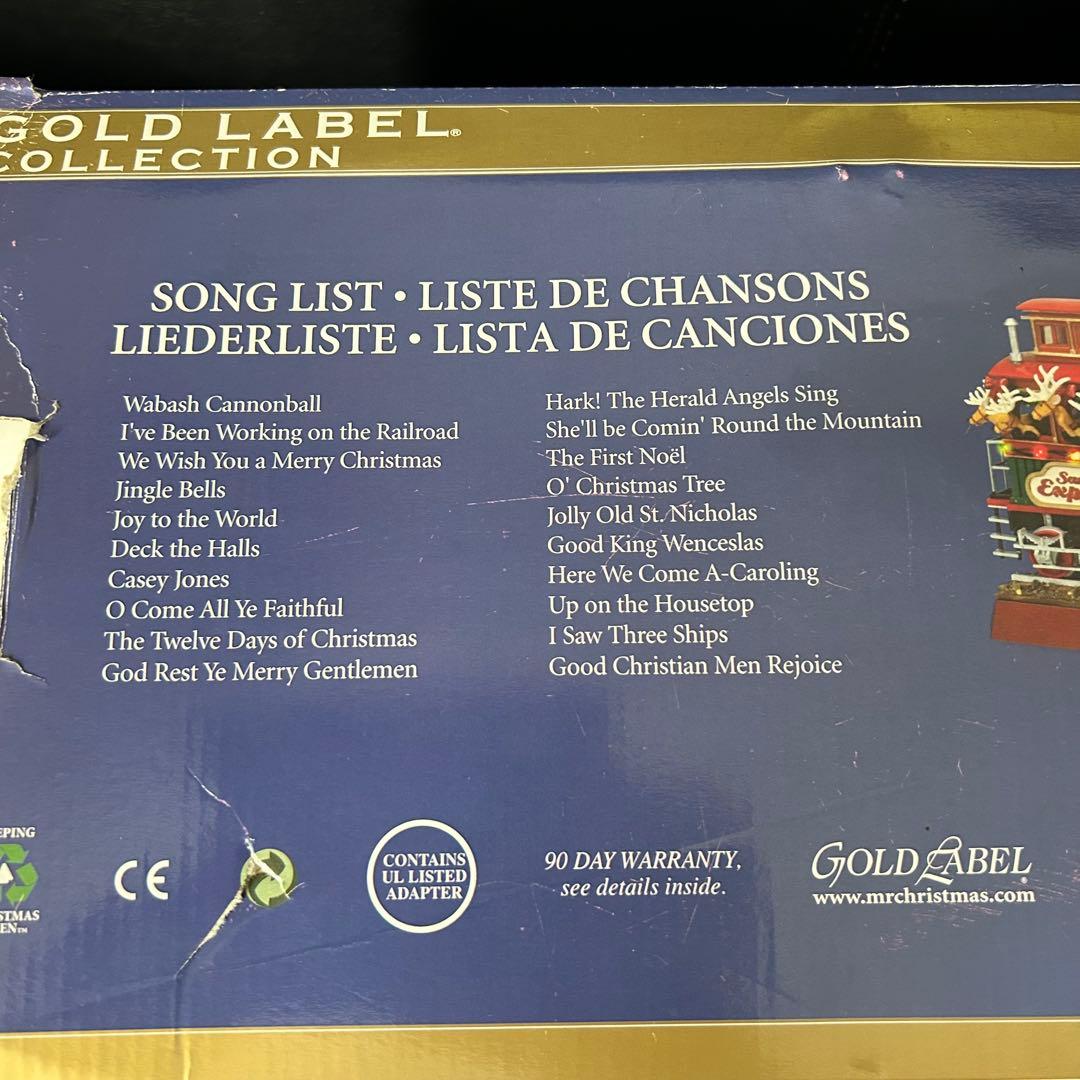 GOLD LABEL®
COLLECTION
SONG LIST • LISTE DE CHANSONS
LIEDERLISTE • LISTA DE CANCIONES
Wabash Cannonball
I've Been Working on the Railroad
We Wish You a Merry Christmas
Jingle Bells
Joy to the World
Deck the Halls
Casey Jones
O Come All Ye Faithful
The Twelve Days of Christmas
God Rest Ye Merry Gentlemen
Hark! The Herald Angels Sing
She'll be Comin' Round the Mountain
The First Noël
O' Christmas Tree
Jolly Old St. Nicholas
Good King Wenceslas
Here We Come A-Caroling
Up on the Housetop
I Saw Three Ships
Good Christian Men Rejoice
CE
CONTAINS
UL LISTED
ADAPTER
90 DAY WARRANTY,
see details inside.
GOLD LABEL®
www.mrchristmas.com